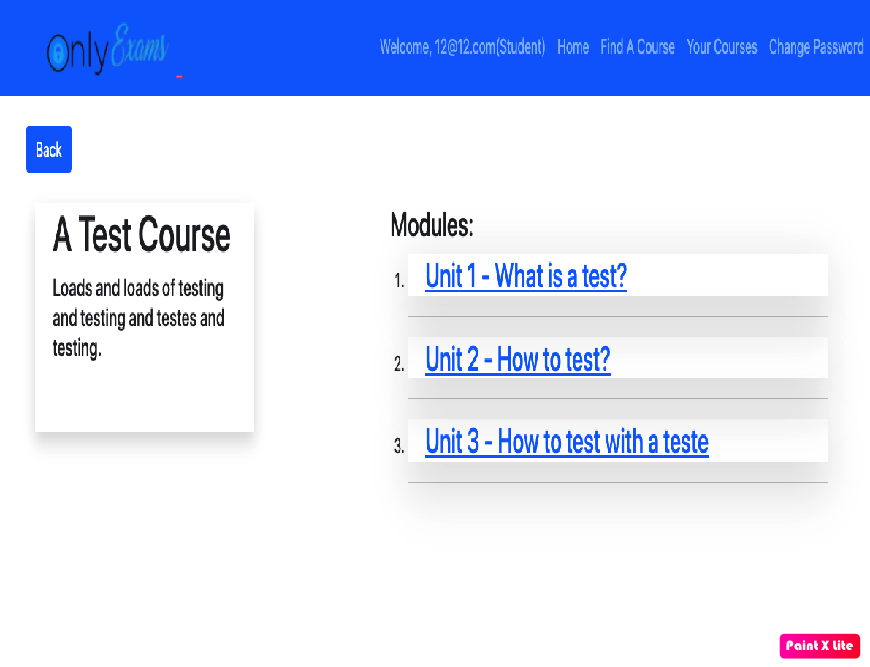 OnlyExams
Welcome, 12@12.com(Student) Home Find A Course Your Courses Change Password
Back
A Test Course
Loads and loads of testing
and testing and testes and
testing.
Modules:
1. Unit 1 - What is a test?
2. Unit 2 - How to test?
3. Unit 3 - How to test with a teste
Paint X Lite